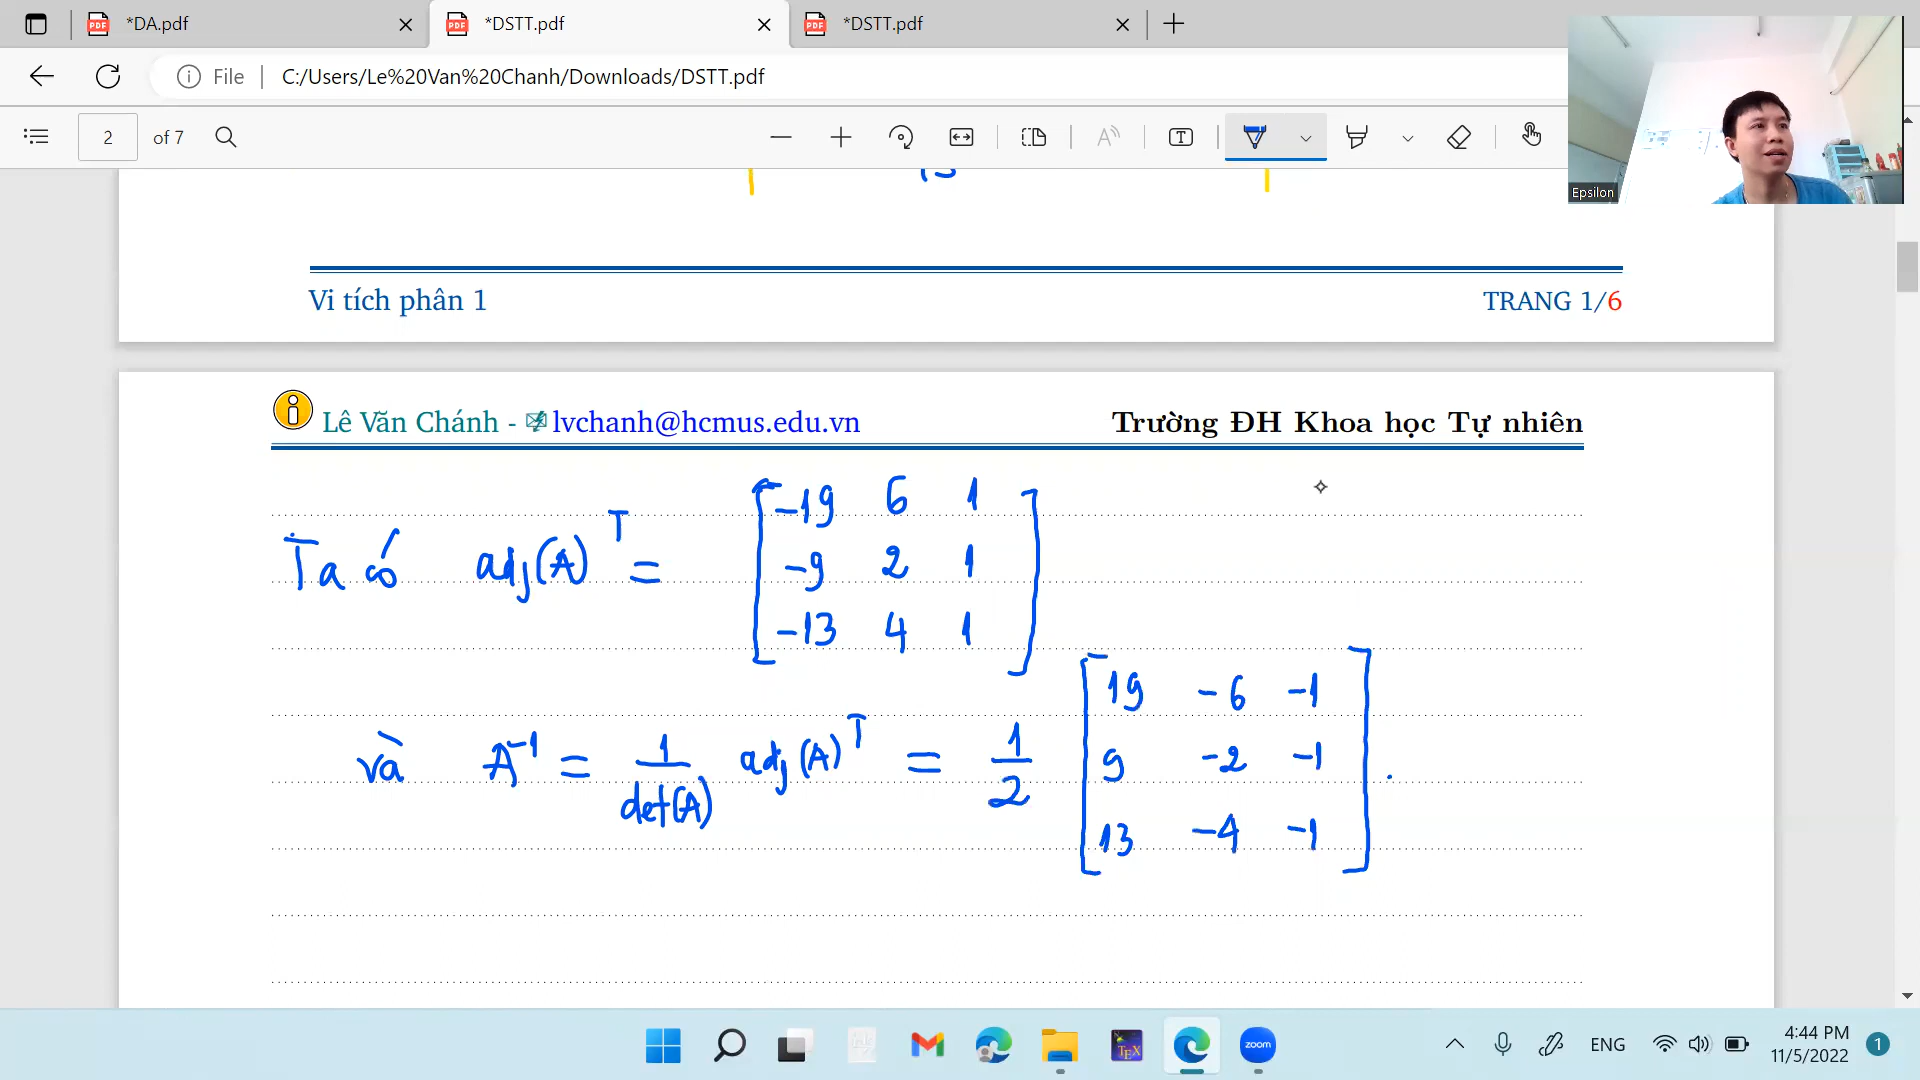 *DA.pdf
*DSTT.pdf
*DSTT.pdf
File
C:/Users/Le%20Van%20Chanh/Downloads/DSTT.pdf
2 of 7
Epsilon
Vi tích phân 1
TRANG 1/6
Lê Văn Chánh - lvchanh@hcmus.edu.vn
Trường ĐH Khoa học Tự nhiên
Ta có adj(A)^T = [-19 6 1
-9 2 1
-13 4 1]
và A^-1 = 1/det(A) adj(A)^T = 1/2 [19 -6 -1
9 -2 -1
13 -4 -1].
TEX
zoom
ENG
4:44 PM
11/5/2022
1